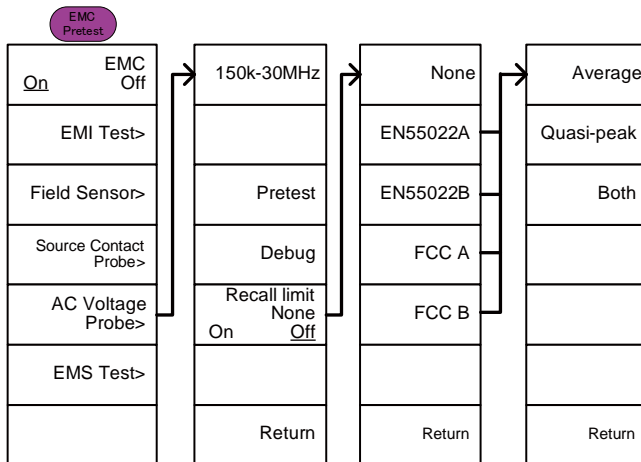 EMC
Pretest
EMC
On Off
EMI Test>
Field Sensor>
Source Contact
Probe>
AC Voltage
Probe>
EMS Test>
150k-30MHz
Pretest
Debug
Recall limit
None
On Off
Return
None
EN55022A
EN55022B
FCC A
FCC B
Return
Average
Quasi-peak
Both
Return